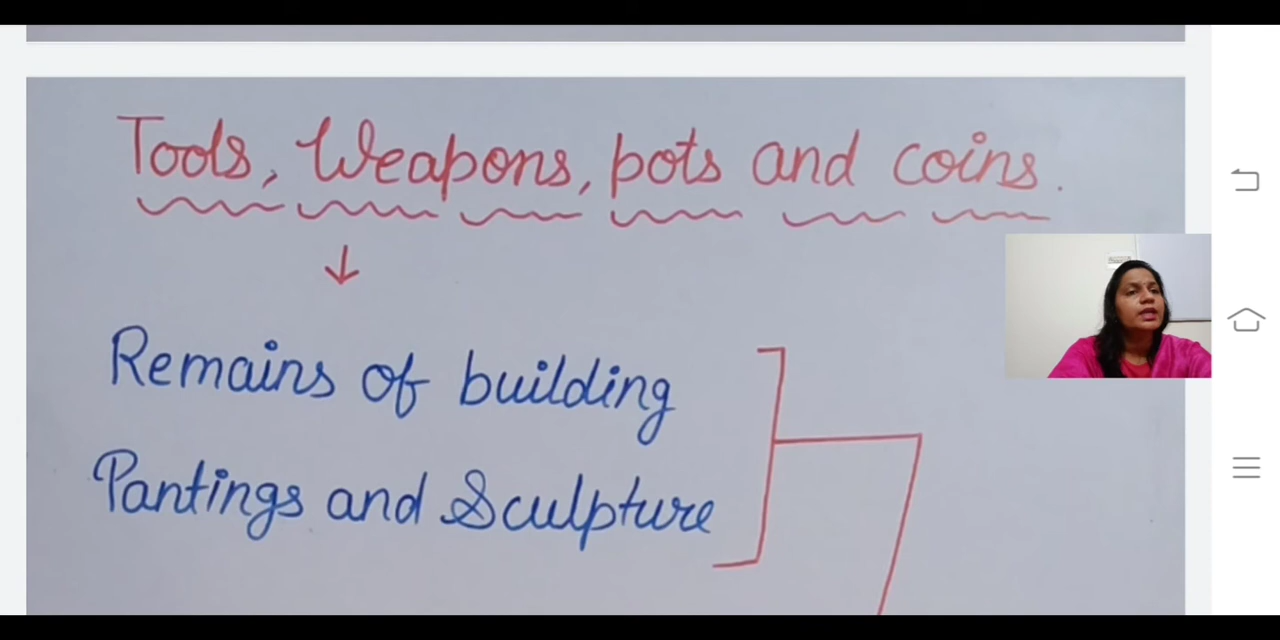 Tools, Weapons, pots and coins.
Remains of building
Pantings and Sculpture